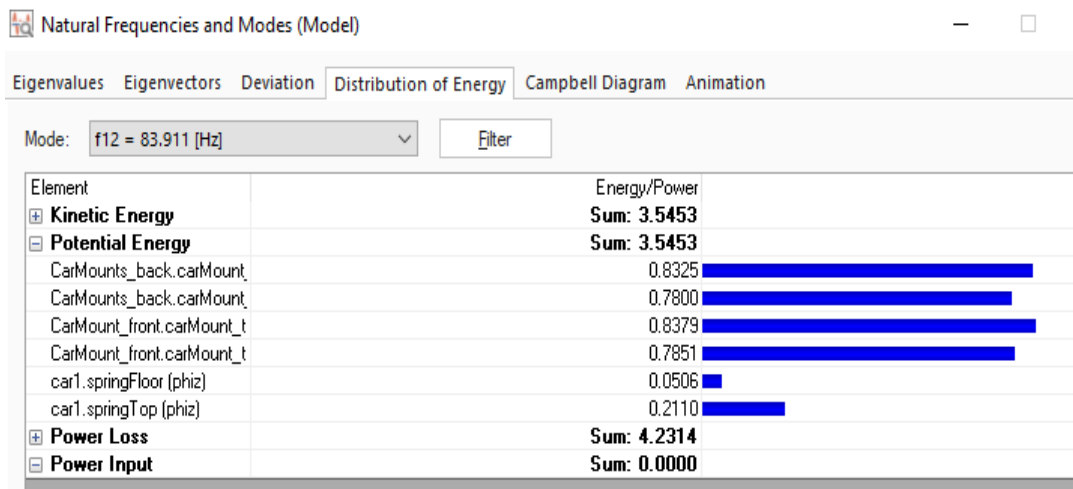 Natural Frequencies and Modes (Model)
Eigenvalues Eigenvectors Deviation Distribution of Energy Campbell Diagram Animation
Mode: f12 = 83.911 [Hz] Filter
Element Energy/Power
Kinetic Energy Sum: 3.5453
Potential Energy Sum: 3.5453
CarMounts_back.carMount_ 0.8325
CarMounts_back.carMount_ 0.7800
CarMount_front.carMount_t 0.8379
CarMount_front.carMount_t 0.7851
car1.springFloor (phiz) 0.0506
car1.springTop (phiz) 0.2110
Power Loss Sum: 4.2314
Power Input Sum: 0.0000